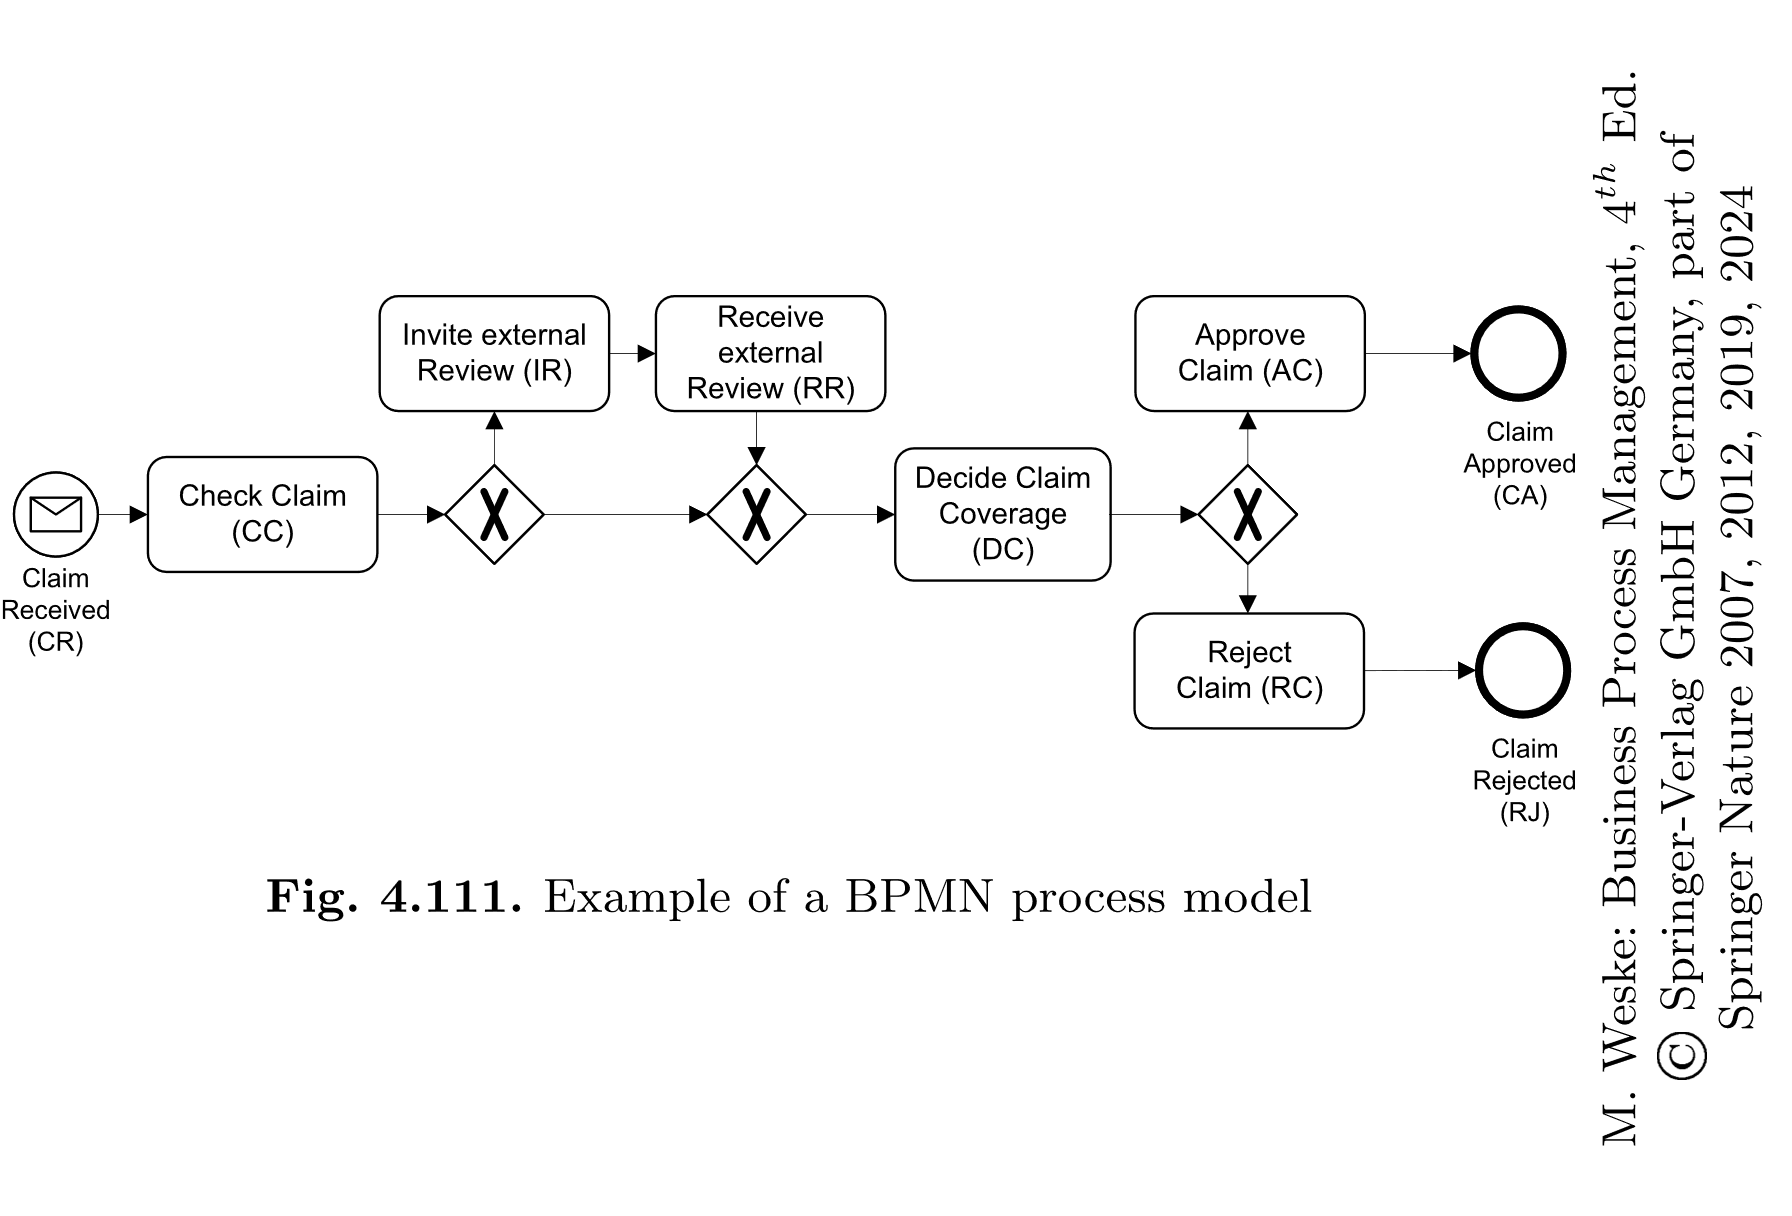 Invite external
Review (IR)
Receive
external
Review (RR)
Approve
Claim (AC)
Claim
Approved
(CA)
Check Claim
(CC)
X
X
Decide Claim
Coverage
(DC)
X
Claim
Received
(CR)
Reject
Claim (RC)
Claim
Rejected
(RJ)
Fig. 4.111. Example of a BPMN process model
M. Weske: Business Process Management, 4th Ed.
© Springer-Verlag GmbH Germany, part of
Springer Nature 2007, 2012, 2019, 2024